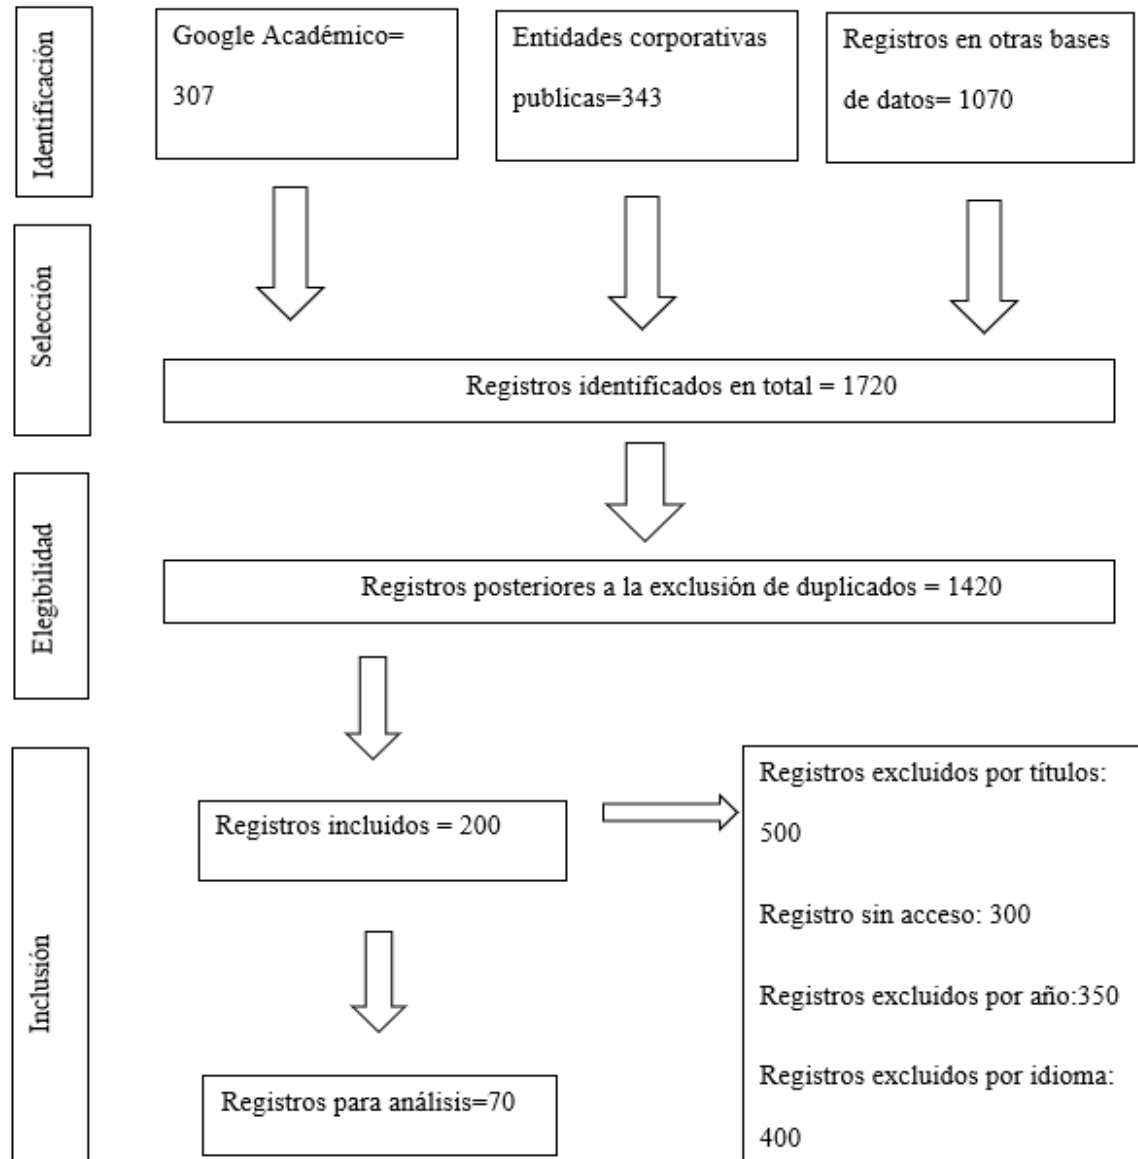 Identificación
Google Académico=
307
Entidades corporativas
publicas=343
Registros en otras bases
de datos= 1070
Selección
Registros identificados en total = 1720
Elegibilidad
Registros posteriores a la exclusión de duplicados = 1420
Inclusión
Registros incluidos = 200
Registros excluidos por títulos:
500
Registro sin acceso: 300
Registros excluidos por año:350
Registros excluidos por idioma:
400
Registros para análisis=70